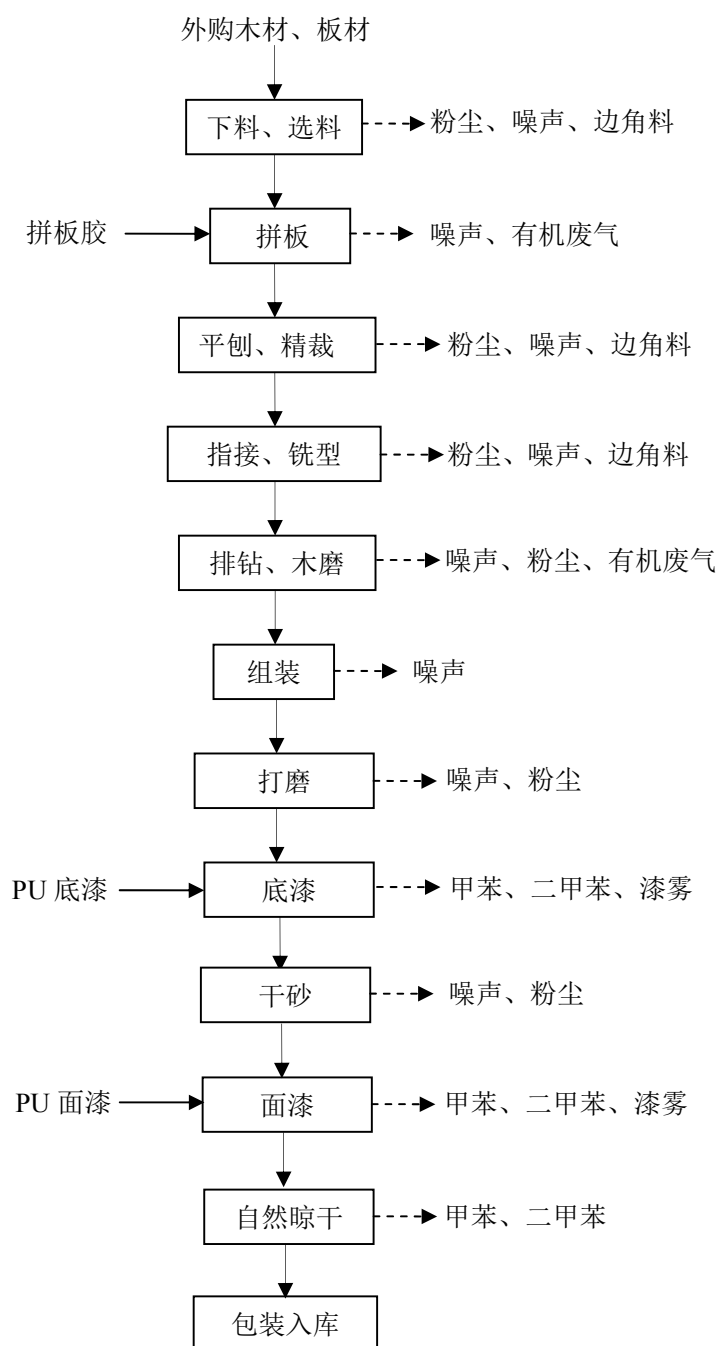 外购木材、板材
下料、选料
粉尘、噪声、边角料
拼板胶
拼板
噪声、有机废气
平刨、精裁
粉尘、噪声、边角料
指接、铣型
粉尘、噪声、边角料
排钻、木磨
噪声、粉尘、有机废气
组装
噪声
打磨
噪声、粉尘
PU 底漆
底漆
甲苯、二甲苯、漆雾
干砂
噪声、粉尘
PU 面漆
面漆
甲苯、二甲苯、漆雾
自然晾干
甲苯、二甲苯
包装入库